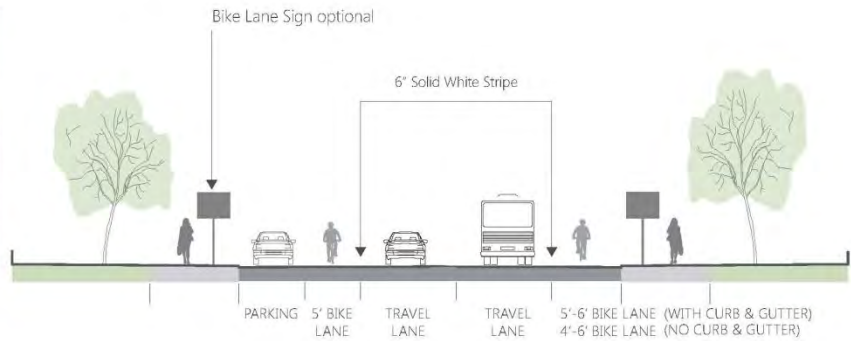 Bike Lane Sign optional
6" Solid White Stripe
PARKING
5' BIKE
LANE
TRAVEL
LANE
TRAVEL
LANE
5'-6' BIKE LANE (WITH CURB & GUTTER)
4'-6' BIKE LANE (NO CURB & GUTTER)